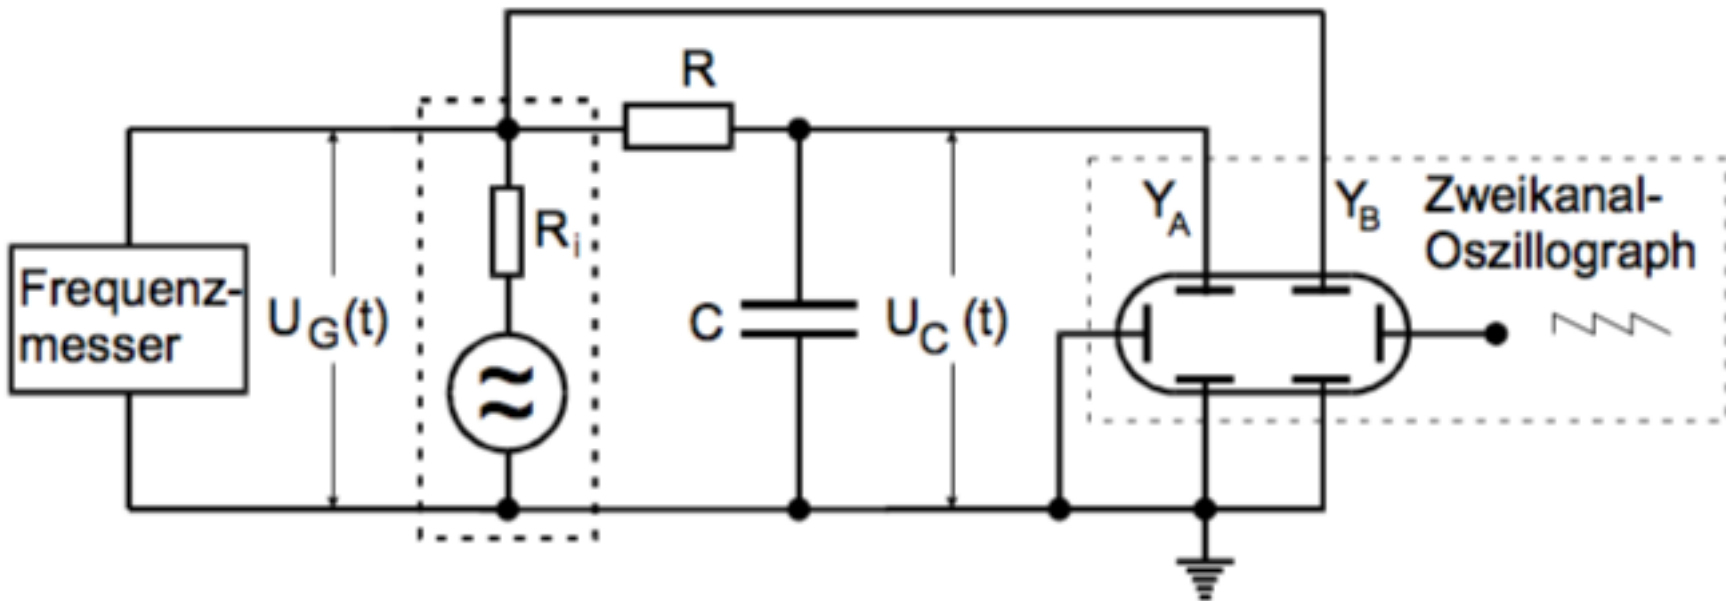 R
Y_A
Y_B
Zweikanal-
Oszillograph
R_i
Frequenz-
messer
U_G(t)
C
U_C (t)